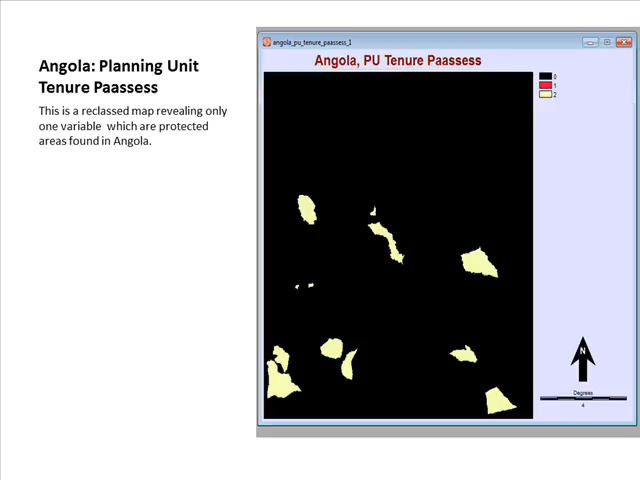 Angola: Planning Unit
Tenure Paassess
This is a reclassed map revealing only
one variable  which are protected
areas found in Angola.
angola_pu_tenure_paassess_1
Angola, PU Tenure Paassess
0
1
2
N
Degrees
4